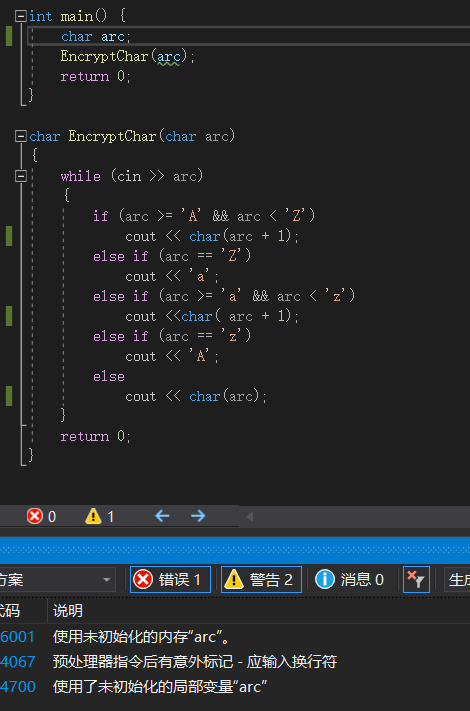 int main() {
char arc;
EncryptChar(arc);
return 0;
}
char EncryptChar(char arc)
{
while (cin >> arc)
{
if (arc >= 'A' && arc < 'Z')
cout << char(arc + 1);
else if (arc == 'Z')
cout << 'a';
else if (arc >= 'a' && arc < 'z')
cout <<char( arc + 1);
else if (arc == 'z')
cout << 'A';
else
cout << char(arc);
}
return 0;
}
0 1
方案 错误 1 警告 2 消息 0 生成
代码 说明
6001 使用未初始化的内存“arc”。
4067 预处理器指令后有意外标记 - 应输入换行符
4700 使用了未初始化的局部变量“arc”